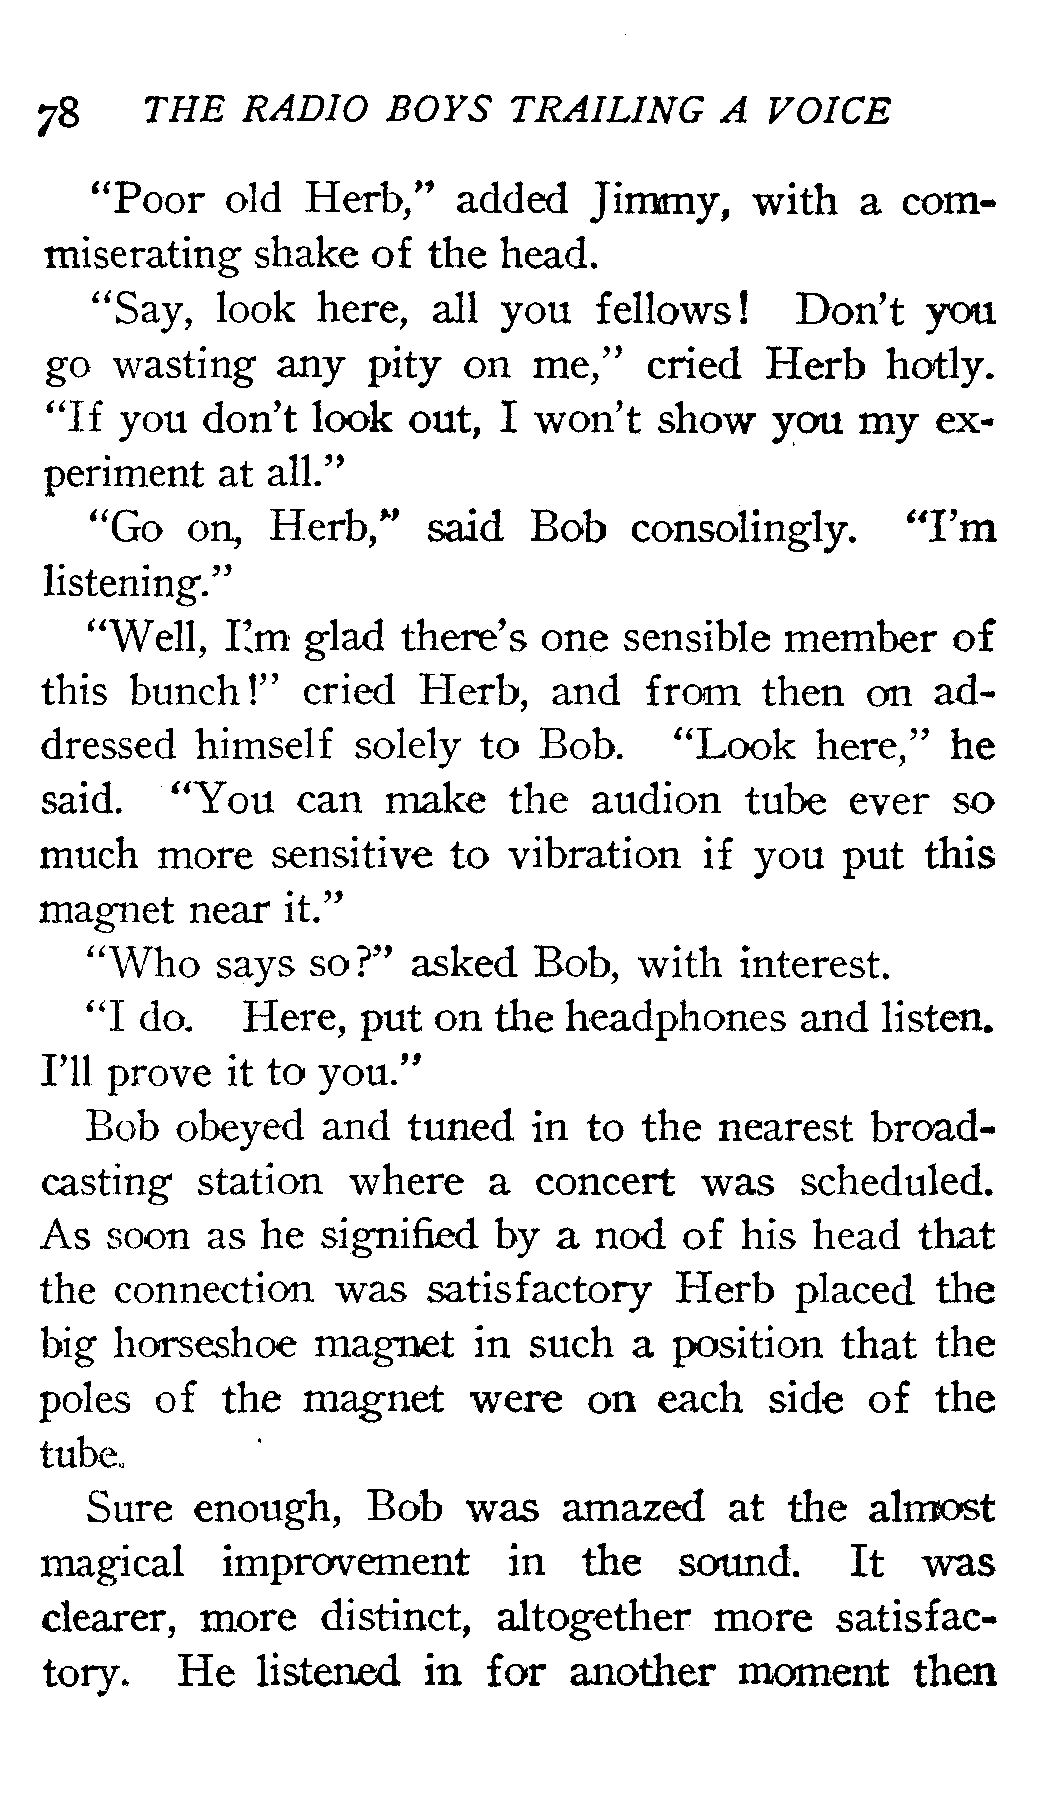 78 THE RADIO BOYS TRAILING A VOICE
“Poor old Herb,” added Jimmy, with a com-
miserating shake of the head.
“Say, look here, all you fellows! Don’t you
go wasting any pity on me,” cried Herb hotly.
“If you don’t look out, I won’t show you my ex-
periment at all.”
“Go on, Herb,” said Bob consolingly. “I’m
listening.”
“Well, I’m glad there’s one sensible member of
this bunch!” cried Herb, and from then on ad-
dressed himself solely to Bob. “Look here,” he
said. “You can make the audion tube ever so
much more sensitive to vibration if you put this
magnet near it.”
“Who says so?” asked Bob, with interest.
“I do. Here, put on the headphones and listen.
I’ll prove it to you.”
Bob obeyed and tuned in to the nearest broad-
casting station where a concert was scheduled.
As soon as he signified by a nod of his head that
the connection was satisfactory Herb placed the
big horseshoe magnet in such a position that the
poles of the magnet were on each side of the
tube.
Sure enough, Bob was amazed at the almost
magical improvement in the sound. It was
clearer, more distinct, altogether more satisfac-
tory. He listened in for another moment then